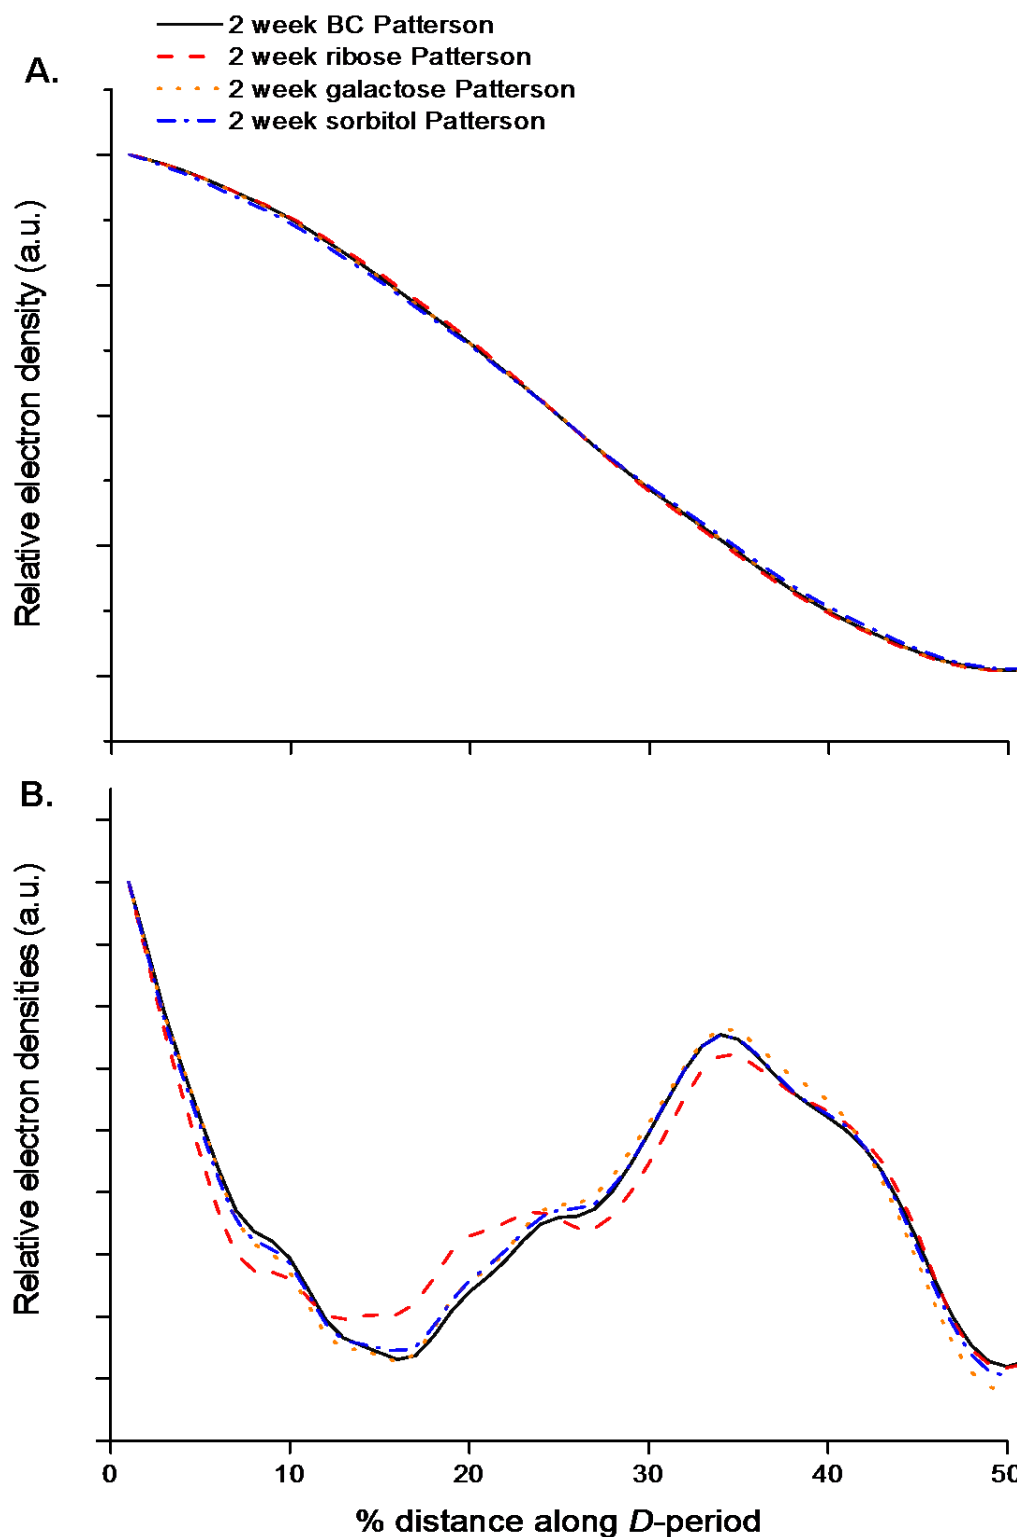 2 week BC Patterson
2 week ribose Patterson
2 week galactose Patterson
2 week sorbitol Patterson
A.
Relative electron density (a.u.)
B.
Relative electron densities (a.u.)
0 10 20 30 40 50
% distance along D-period